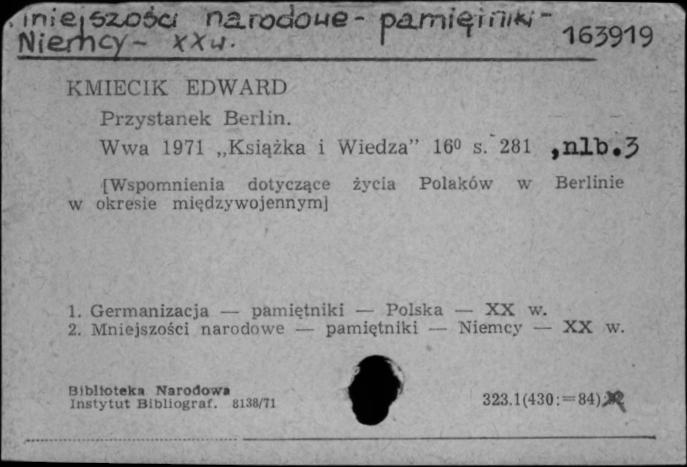 mniejszości narodowe - pamiętniki -
Niemcy - XX w. 163919
KMIECIK EDWARD
Przystanek Berlin.
Wwa 1971 „Książka i Wiedza” 16⁰ s. 281 , nlb. 3
[Wspomnienia dotyczące życia Polaków w Berlinie
w okresie międzywojennym]
1. Germanizacja — pamiętniki — Polska — XX w.
2. Mniejszości narodowe — pamiętniki — Niemcy — XX w.
Biblioteka Narodowa
Instytut Bibliograf. 8138/71 323.1(430:=84)